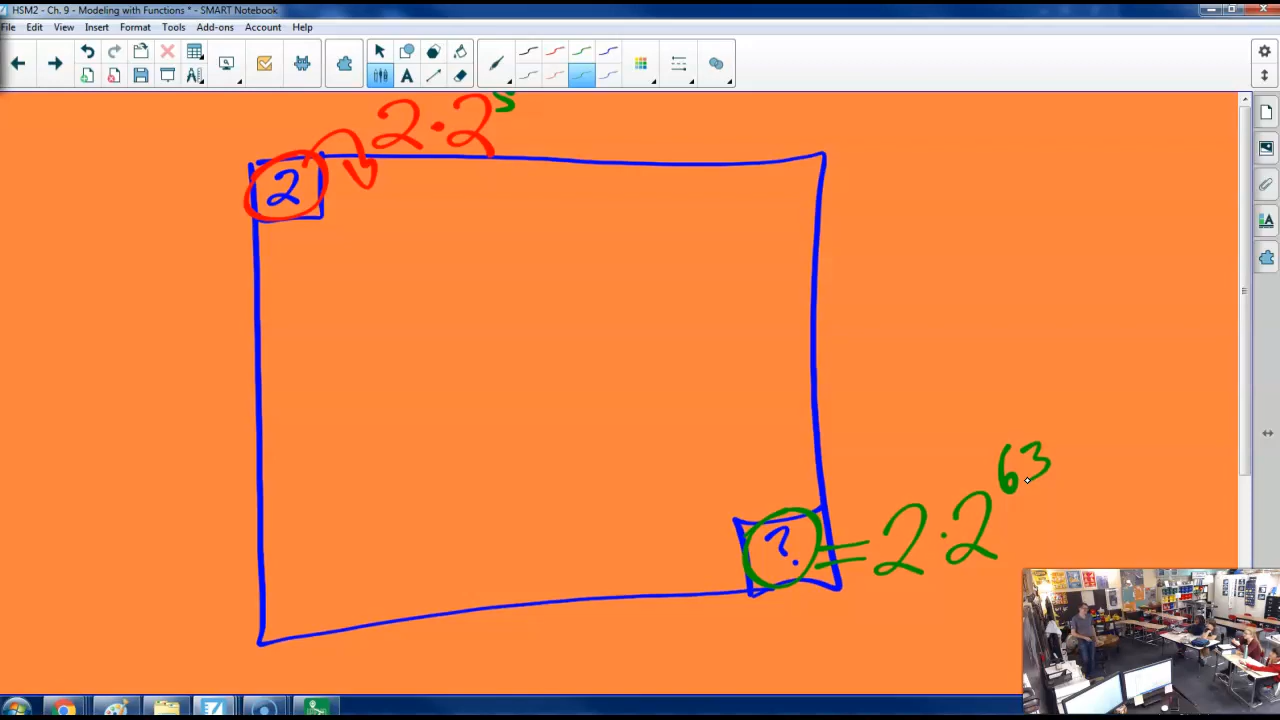 HSM2 - Ch. 9 - Modeling with Functions * - SMART Notebook
File Edit View Insert Format Tools Add-ons Account Help
2·2^5
2
? = 2·2^63